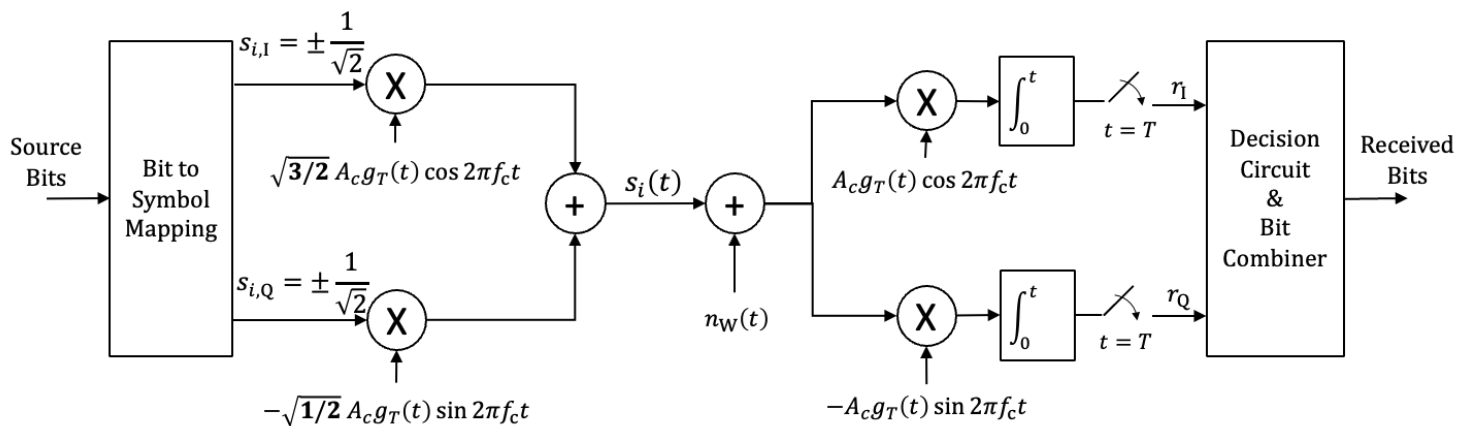 Source
Bits
Bit to
Symbol
Mapping
s_{i,I} = ± 1/√2
X
√3/2 A_c g_T(t) cos 2πf_c t
s_{i,Q} = ± 1/√2
X
−√1/2 A_c g_T(t) sin 2πf_c t
+
s_i(t)
+
n_W(t)
X
A_c g_T(t) cos 2πf_c t
∫_0^t
t = T
r_I
X
−A_c g_T(t) sin 2πf_c t
∫_0^t
t = T
r_Q
Decision
Circuit
&
Bit
Combiner
Received
Bits